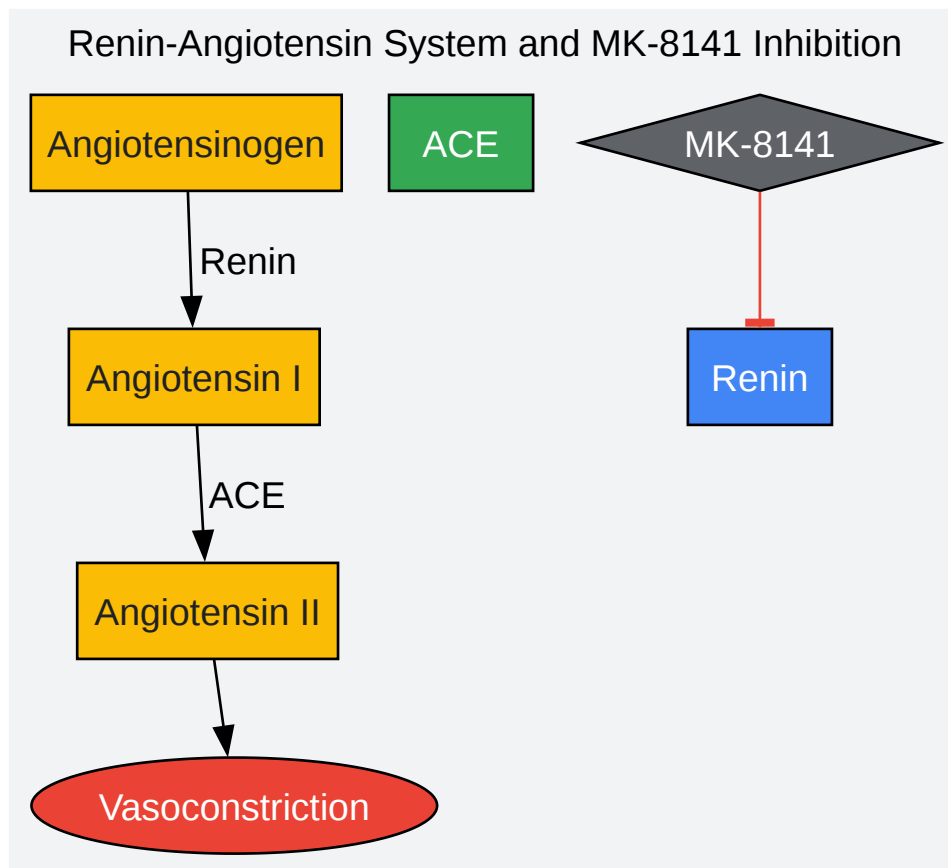 Renin-Angiotensin System and MK-8141 Inhibition
Angiotensinogen
ACE
MK-8141
Renin
Angiotensin I
Renin
ACE
Angiotensin II
Vasoconstriction